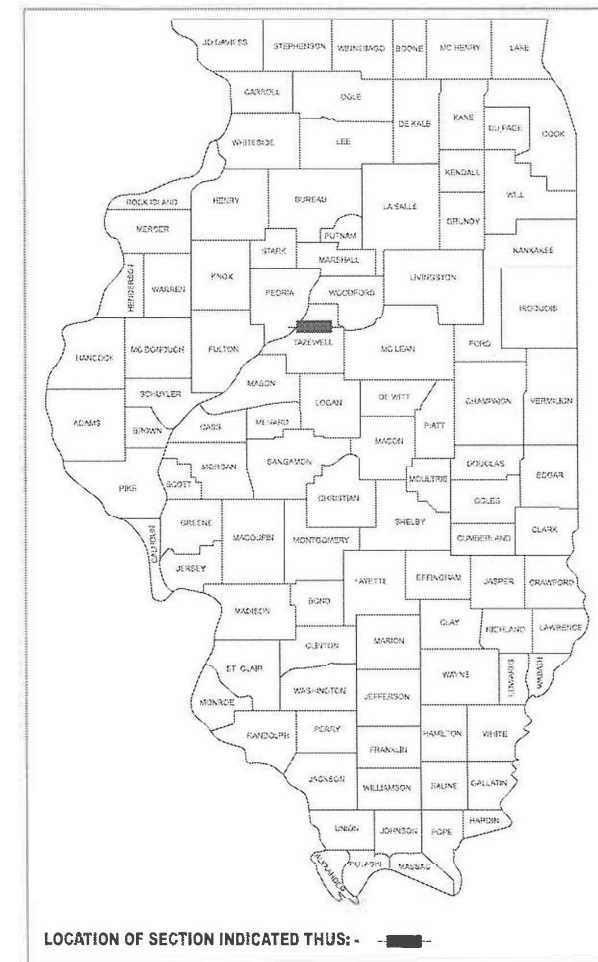 JO DAVIESS STEPHENSON WINNEBAGO BOONE MC HENRY LAKE
CARROLL OGLE DE KALB KANE DU PAGE COOK
WHITESIDE LEE
KENDALL WILL
ROCK ISLAND HENRY BUREAU LA SALLE GRUNDY
MERCER PUTNAM KANKAKEE
STARK MARSHALL
HENDERSON WARREN KNOX PEORIA WOODFORD LIVINGSTON IROQUOIS
HANCOCK MC DONOUGH FULTON TAZEWELL MC LEAN FORD
MASON
SCHUYLER LOGAN DE WITT CHAMPAIGN VERMILION
ADAMS BROWN CASS MENARD PIATT
MACON
PIKE SCOTT MORGAN SANGAMON MOULTRIE DOUGLAS EDGAR
CHRISTIAN COLES
CALHOUN GREENE MACOUPIN MONTGOMERY SHELBY CUMBERLAND CLARK
JERSEY
FAYETTE EFFINGHAM JASPER CRAWFORD
MADISON BOND
CLINTON MARION CLAY RICHLAND LAWRENCE
ST. CLAIR WAYNE EDWARDS WABASH
MONROE WASHINGTON JEFFERSON
RANDOLPH PERRY HAMILTON WHITE
FRANKLIN
JACKSON WILLIAMSON SALINE GALLATIN
UNION JOHNSON POPE HARDIN
ALEXANDER PULASKI MASSAC
LOCATION OF SECTION INDICATED THUS: -